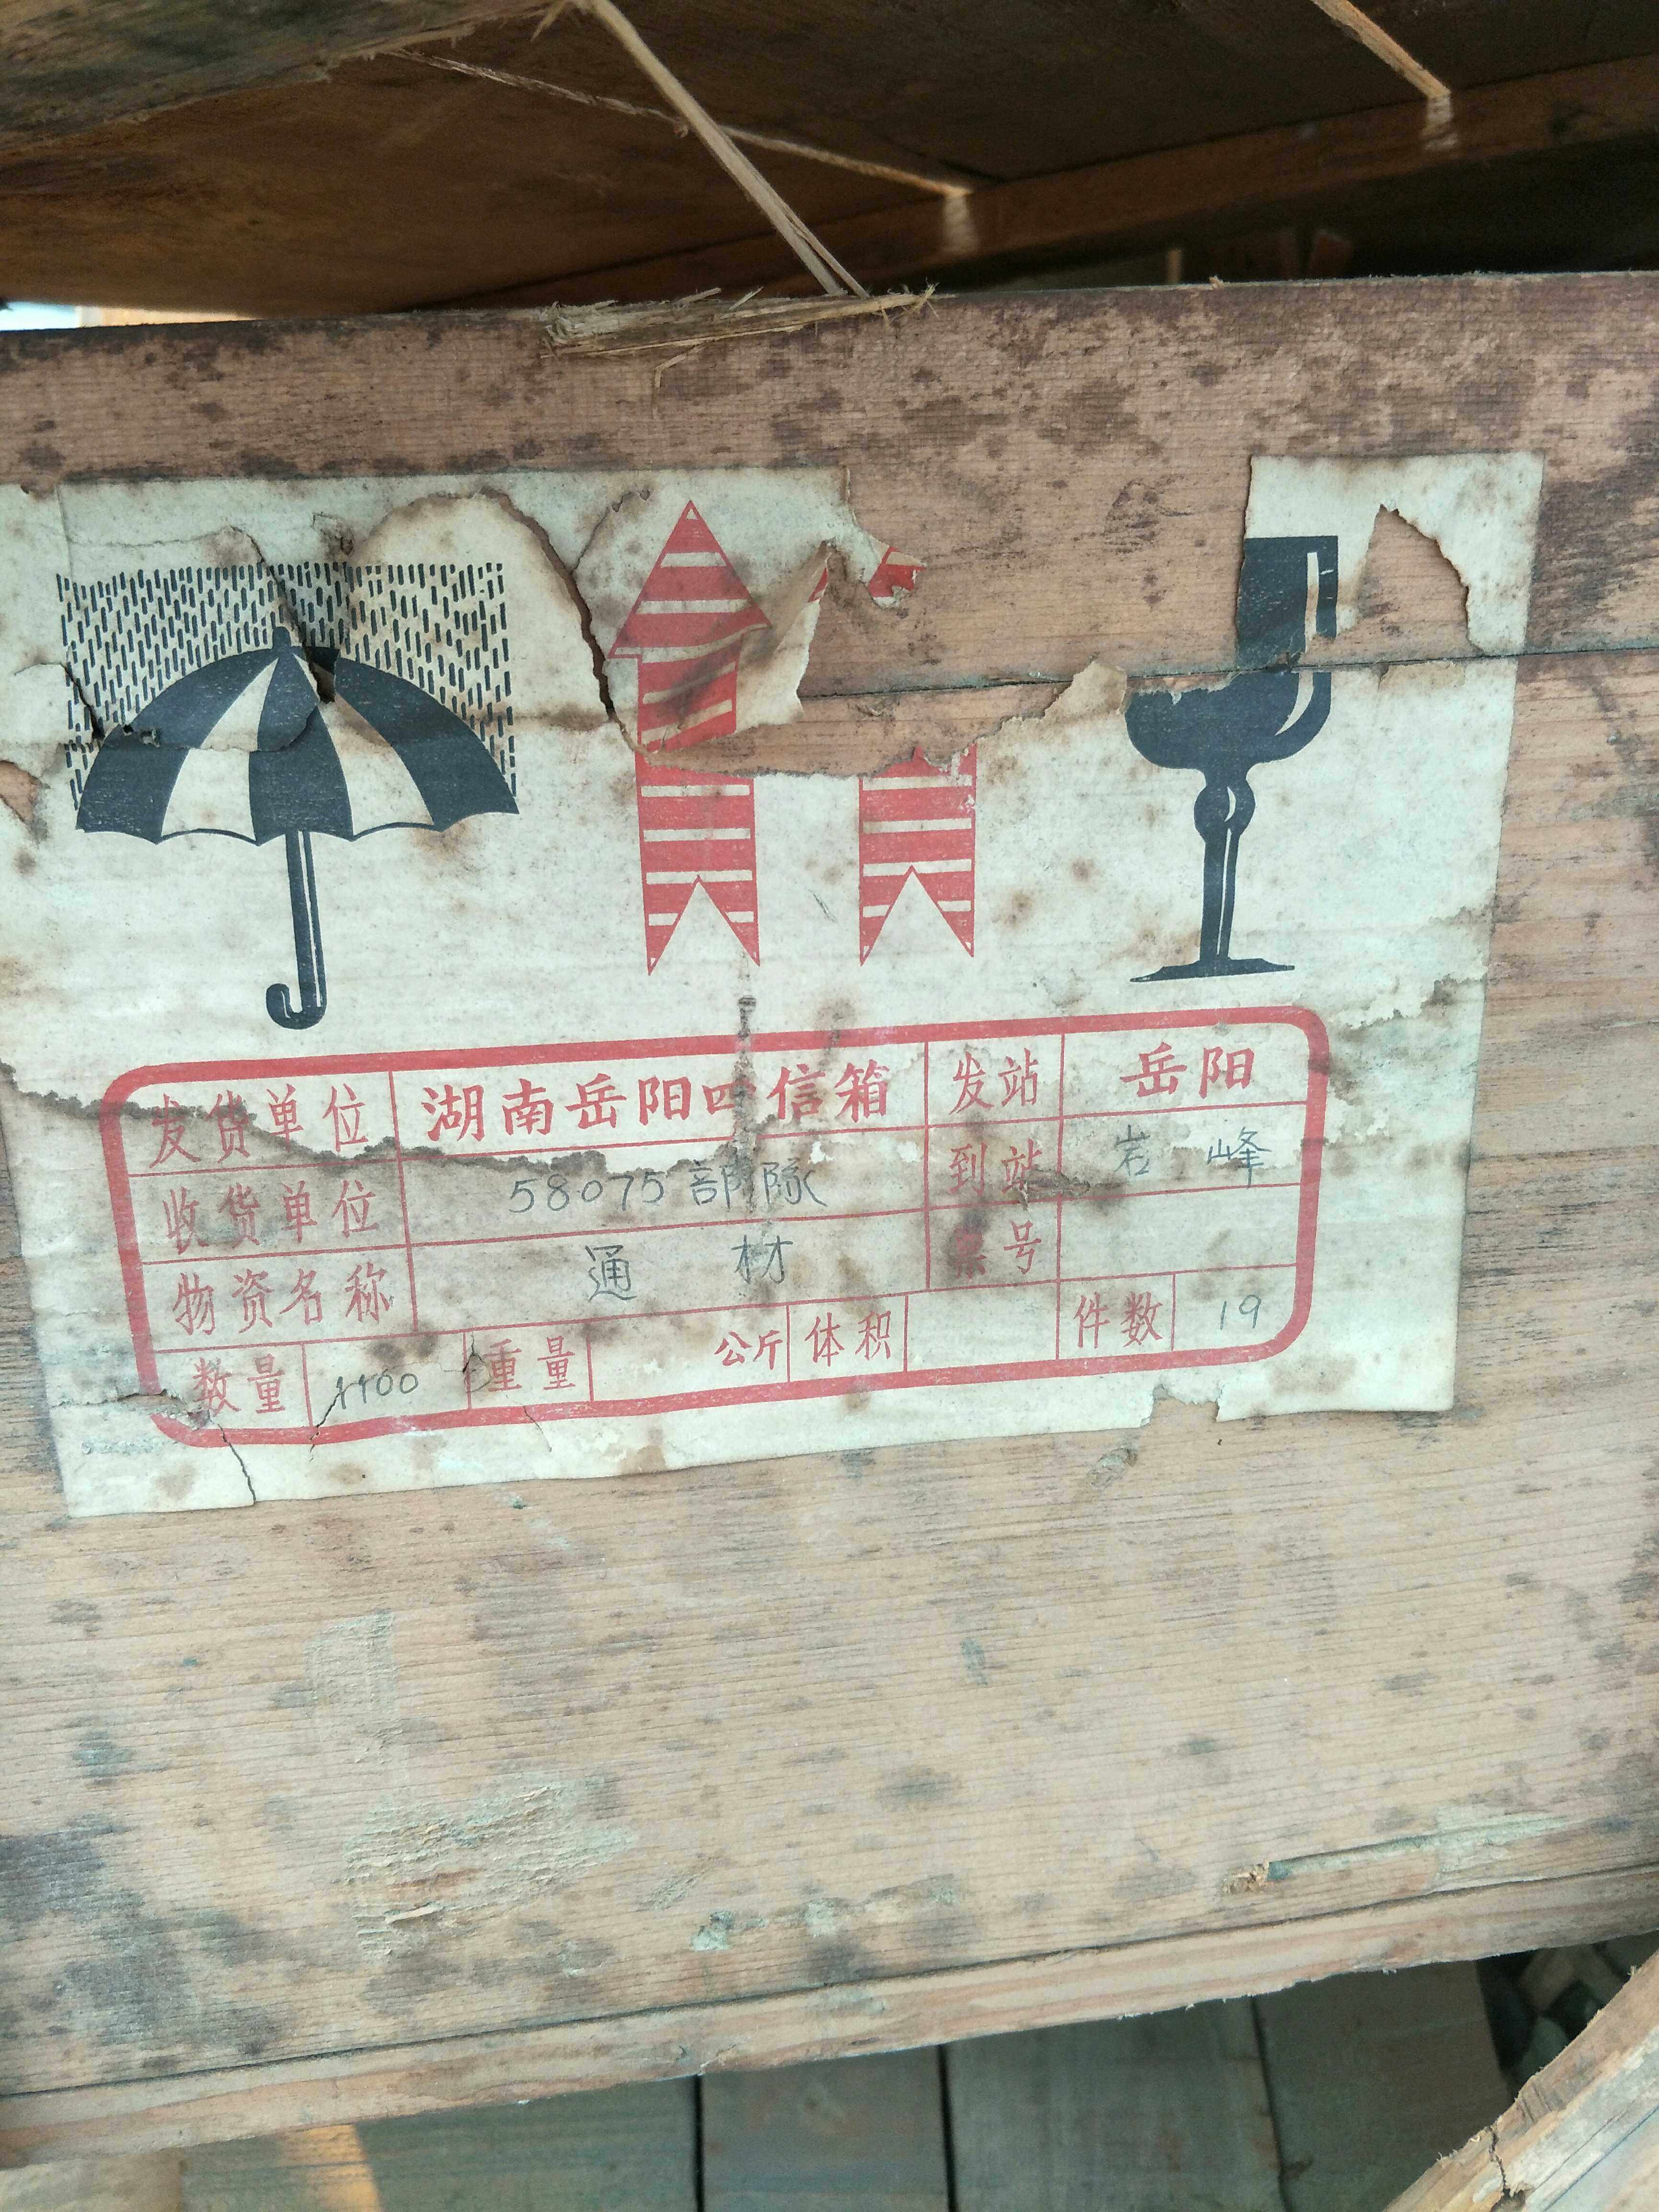 发货单位 湖南岳阳四信箱 发站 岳阳
收货单位 58075部隊 到站 岩峰
物资名称 通材 票号
数量 1100 重量 公斤 体积 件数 19